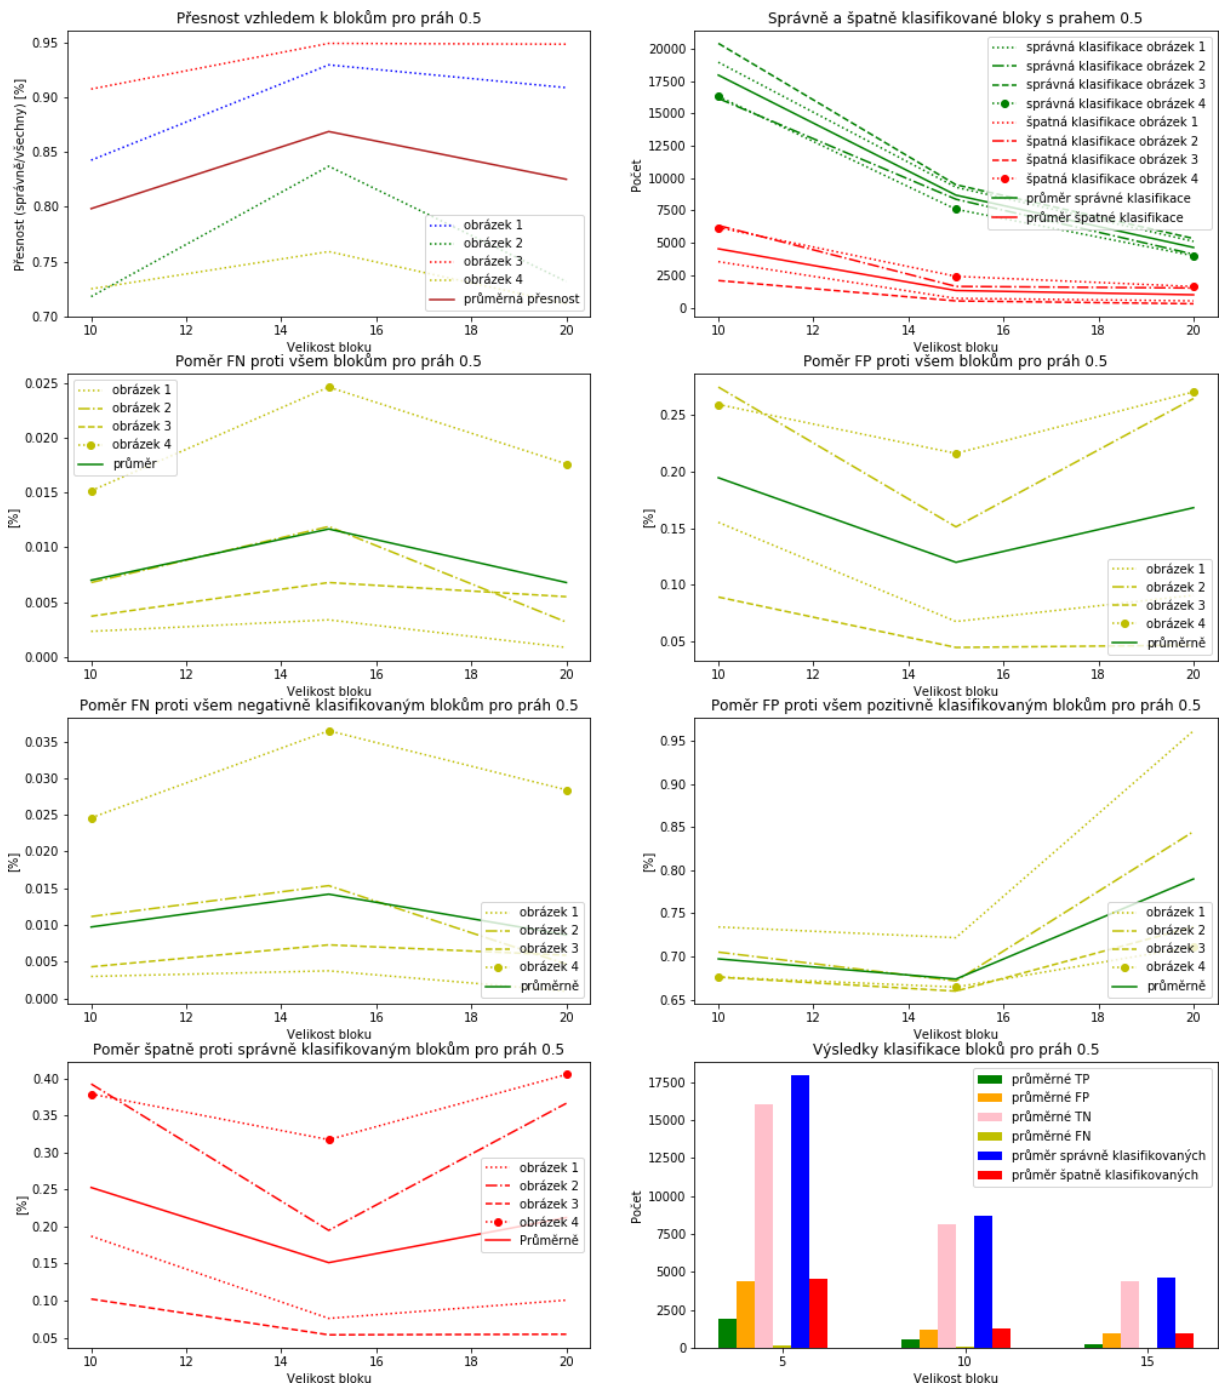 Přesnost vzhledem k blokům pro práh 0.5
Přesnost (správně/všechny) [%]
0.95
0.90
0.85
0.80
0.75
0.70
obrázek 1
obrázek 2
obrázek 3
obrázek 4
průměrná přesnost
10 12 14 16 18 20
Velikost bloku
Správně a špatně klasifikované bloky s prahem 0.5
Počet
20000
17500
15000
12500
10000
7500
5000
2500
0
správná klasifikace obrázek 1
správná klasifikace obrázek 2
správná klasifikace obrázek 3
správná klasifikace obrázek 4
špatná klasifikace obrázek 1
špatná klasifikace obrázek 2
špatná klasifikace obrázek 3
špatná klasifikace obrázek 4
průměr správné klasifikace
průměr špatné klasifikace
10 12 14 16 18 20
Velikost bloku
Poměr FN proti všem blokům pro práh 0.5
[%]
0.025
0.020
0.015
0.010
0.005
0.000
obrázek 1
obrázek 2
obrázek 3
obrázek 4
průměr
10 12 14 16 18 20
Velikost bloku
Poměr FP proti všem blokům pro práh 0.5
[%]
0.25
0.20
0.15
0.10
0.05
obrázek 1
obrázek 2
obrázek 3
obrázek 4
průměrně
10 12 14 16 18 20
Velikost bloku
Poměr FN proti všem negativně klasifikovaným blokům pro práh 0.5
[%]
0.035
0.030
0.025
0.020
0.015
0.010
0.005
0.000
obrázek 1
obrázek 2
obrázek 3
obrázek 4
průměrně
10 12 14 16 18 20
Velikost bloku
Poměr FP proti všem pozitivně klasifikovaným blokům pro práh 0.5
[%]
0.95
0.90
0.85
0.80
0.75
0.70
0.65
obrázek 1
obrázek 2
obrázek 3
obrázek 4
průměrně
10 12 14 16 18 20
Velikost bloku
Poměr špatně proti správně klasifikovaným blokům pro práh 0.5
[%]
0.40
0.35
0.30
0.25
0.20
0.15
0.10
0.05
obrázek 1
obrázek 2
obrázek 3
obrázek 4
Průměrně
10 12 14 16 18 20
Velikost bloku
Výsledky klasifikace bloků pro práh 0.5
Počet
17500
15000
12500
10000
7500
5000
2500
0
průměrné TP
průměrné FP
průměrné TN
průměrné FN
průměr správně klasifikovaných
průměr špatně klasifikovaných
5 10 15
Velikost bloku